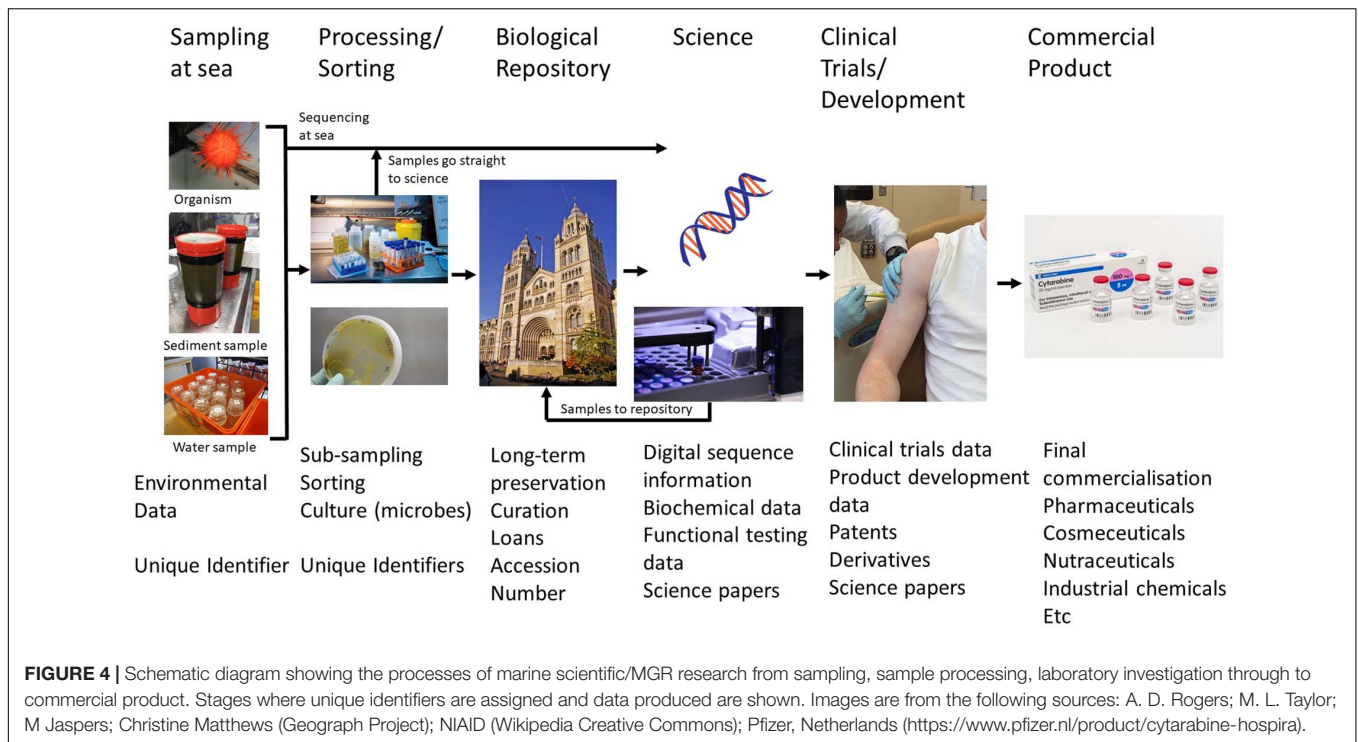 Sampling
at sea
Processing/
Sorting
Biological
Repository
Science
Clinical
Trials/
Development
Commercial
Product
Sequencing
at sea
Samples go straight
to science
Organism
Sediment sample
Water sample
Samples to repository
Cytarabine
100 mg
5 ml
Environmental
Data
Unique Identifier
Sub-sampling
Sorting
Culture (microbes)
Unique Identifiers
Long-term
preservation
Curation
Loans
Accession
Number
Digital sequence
information
Biochemical data
Functional testing
data
Science papers
Clinical trials data
Product development
data
Patents
Derivatives
Science papers
Final
commercialisation
Pharmaceuticals
Cosmeceuticals
Nutraceuticals
Industrial chemicals
Etc
FIGURE 4 | Schematic diagram showing the processes of marine scientific/MGR research from sampling, sample processing, laboratory investigation through to
commercial product. Stages where unique identifiers are assigned and data produced are shown. Images are from the following sources: A. D. Rogers; M. L. Taylor;
M Jaspers; Christine Matthews (Geograph Project); NIAID (Wikipedia Creative Commons); Pfizer, Netherlands (https://www.pfizer.nl/product/cytarabine-hospira).